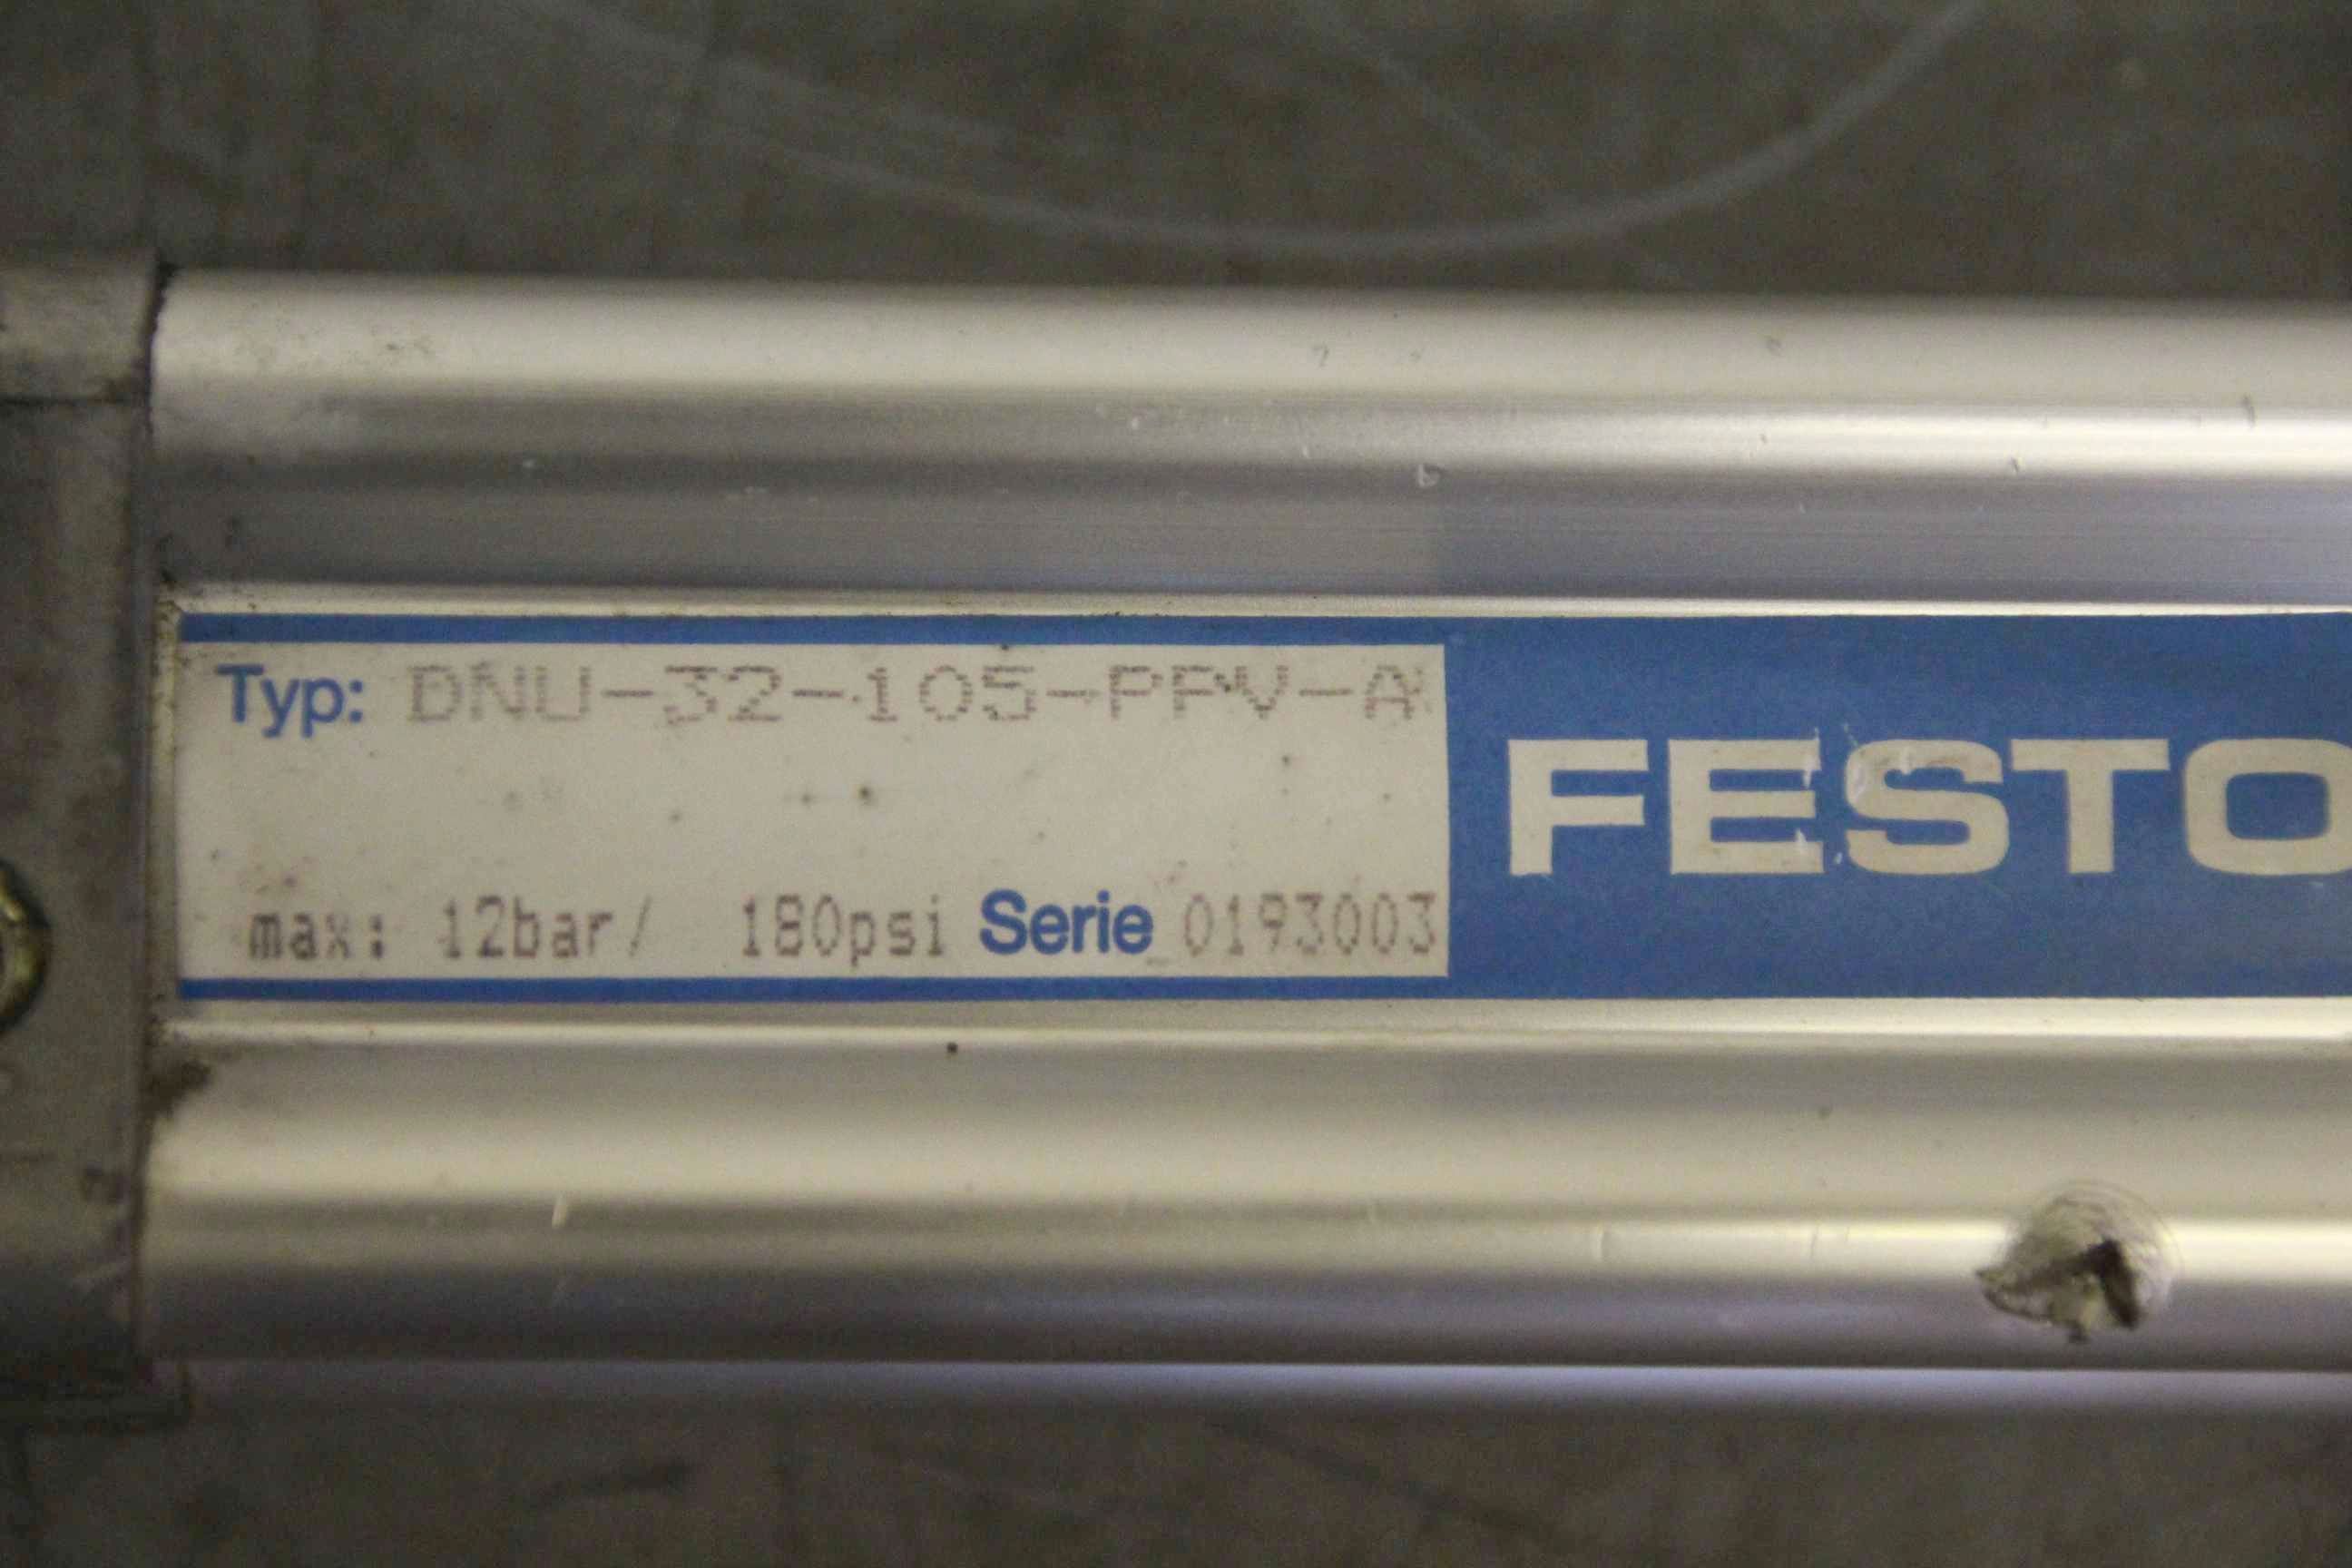 Typ: DNU-32-105-PPV-A
FESTO
max: 12bar/ 180psi Serie 0193003